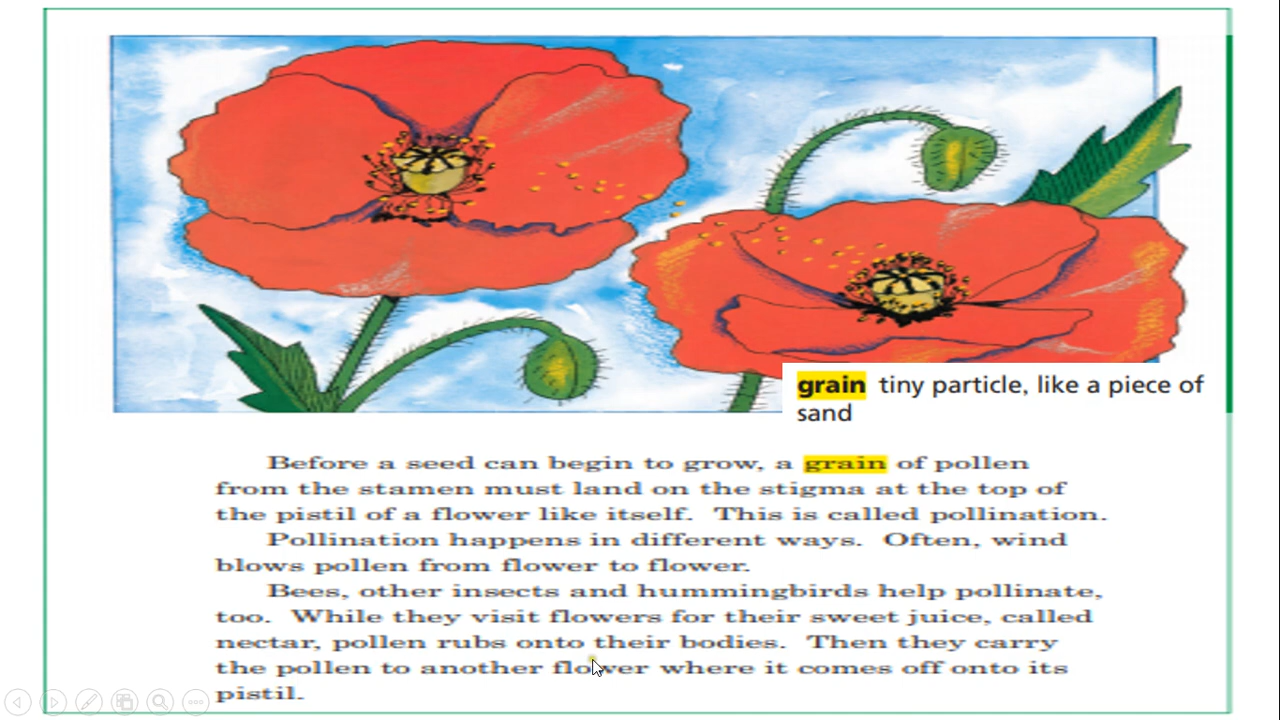 grain tiny particle, like a piece of
sand
Before a seed can begin to grow, a grain of pollen
from the stamen must land on the stigma at the top of
the pistil of a flower like itself. This is called pollination.
Pollination happens in different ways. Often, wind
blows pollen from flower to flower.
Bees, other insects and hummingbirds help pollinate,
too. While they visit flowers for their sweet juice, called
nectar, pollen rubs onto their bodies. Then they carry
the pollen to another flower where it comes off onto its
pistil.